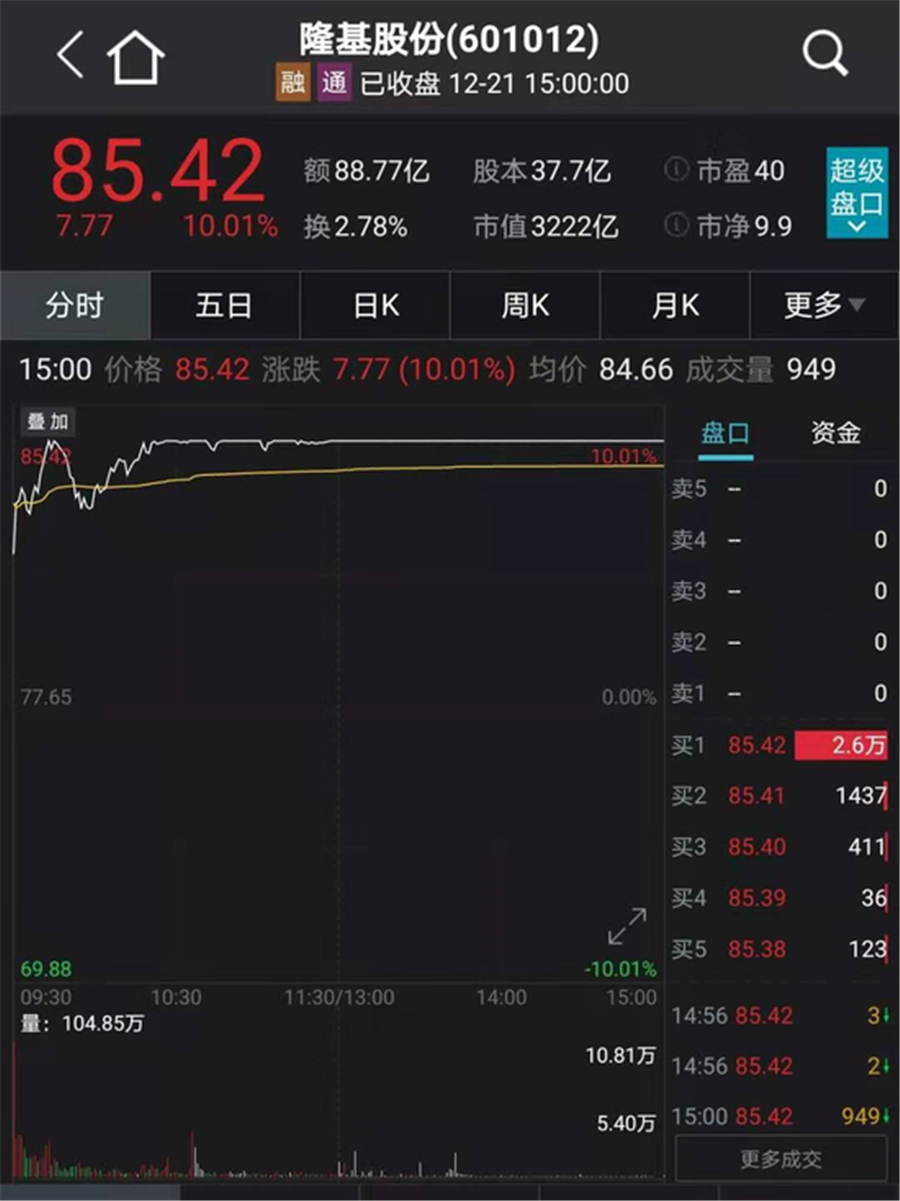 隆基股份(601012)
融 通 已收盘 12-21 15:00:00
85.42
7.77 10.01%
额88.77亿 股本37.7亿 市盈40
换2.78% 市值3222亿 市净9.9
超级
盘口
分时 五日 日K 周K 月K 更多
15:00 价格 85.42 涨跌 7.77 (10.01%) 均价 84.66 成交量 949
叠加
85.42 10.01%
77.65 0.00%
69.88 -10.01%
09:30 10:30 11:30/13:00 14:00 15:00
量：104.85万
10.81万
5.40万
盘口 资金
卖5 -- 0
卖4 -- 0
卖3 -- 0
卖2 -- 0
卖1 -- 0
买1 85.42 2.6万
买2 85.41 1437
买3 85.40 411
买4 85.39 36
买5 85.38 123
14:56 85.42 3↓
14:56 85.42 2↓
15:00 85.42 949↓
更多成交